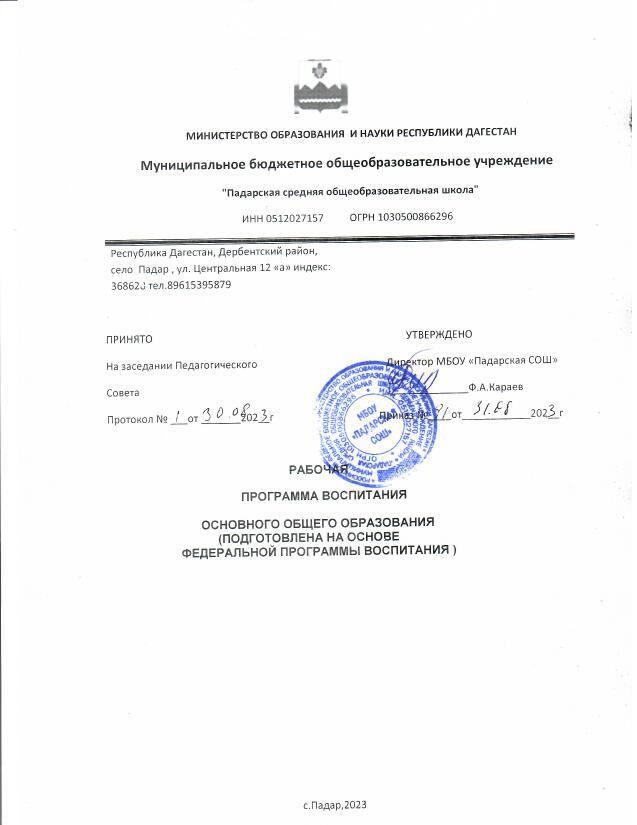 МИНИСТЕРСТВО ОБРАЗОВАНИЯ И НАУКИ РЕСПУБЛИКИ ДАГЕСТАН
Муниципальное бюджетное общеобразовательное учреждение
"Падарская средняя общеобразовательная школа"
ИНН 0512027157 ОГРН 1030500866296
Республика Дагестан, Дербентский район,
село Падар , ул. Центральная 12 «а» индекс:
тел.89615395879
ПРИНЯТО
На заседании Педагогического
Совета
Протокол № 1 от 30.08 2023 г
УТВЕРЖДЕНО
Директор МБОУ «Падарская СОШ»
Ф.А.Караев
Приказ № от 31.08 2023 г
МБОУ
«ПАДАРСКАЯ
СОШ»
РАБОЧАЯ
ПРОГРАММА ВОСПИТАНИЯ
ОСНОВНОГО ОБЩЕГО ОБРАЗОВАНИЯ
(ПОДГОТОВЛЕНА НА ОСНОВЕ
ФЕДЕРАЛЬНОЙ ПРОГРАММЫ ВОСПИТАНИЯ )
с.Падар,2023